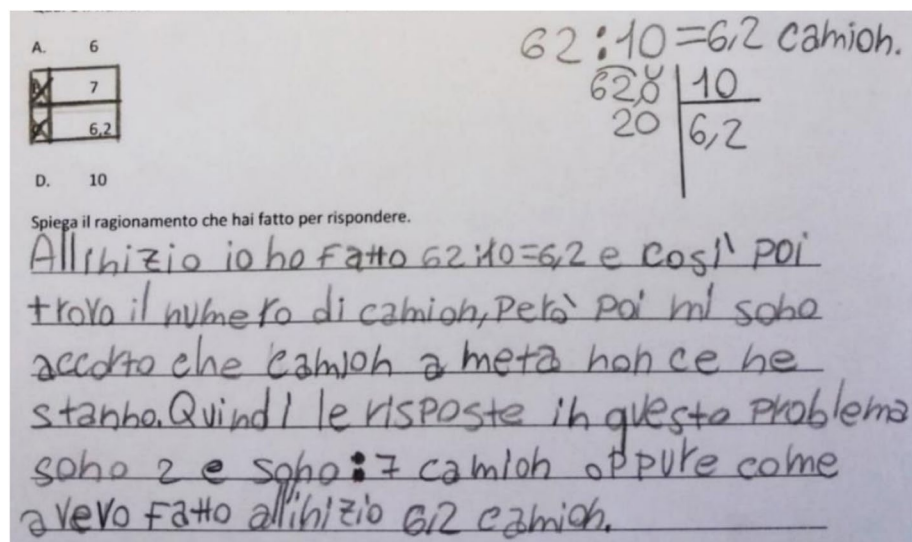 A. 6
B 7
C 6,2
D. 10
62:10=6,2 camion.
62,0 10
20 6,2
Spiega il ragionamento che hai fatto per rispondere.
All'inizio io ho fatto 62:10=6,2 e così poi
trovo il numero di camion, però poi mi sono
accorto che camion a metà non ce ne
stanno. Quindi le risposte in questo problema
sono 2 e sono: 7 camion oppure come
avevo fatto all'inizio 6,2 camion.